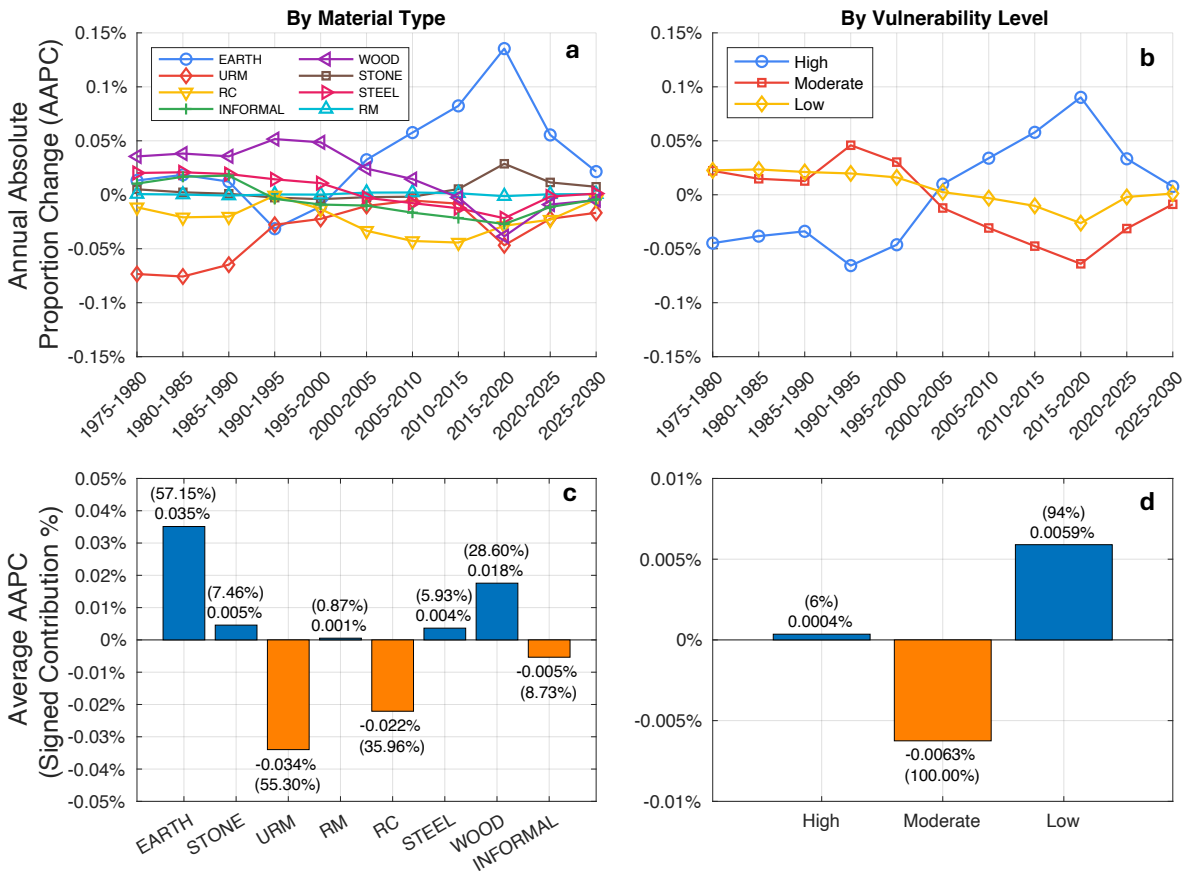 By Material Type
By Vulnerability Level
Annual Absolute
Proportion Change (AAPC)
0.15%
0.1%
0.05%
0%
-0.05%
-0.1%
-0.15%
EARTH
URM
RC
INFORMAL
WOOD
STONE
STEEL
RM
a
1975-1980
1980-1985
1985-1990
1990-1995
1995-2000
2000-2005
2005-2010
2010-2015
2015-2020
2020-2025
2025-2030
0.15%
0.1%
0.05%
0%
-0.05%
-0.1%
-0.15%
High
Moderate
Low
b
1975-1980
1980-1985
1985-1990
1990-1995
1995-2000
2000-2005
2005-2010
2010-2015
2015-2020
2020-2025
2025-2030
Average AAPC
(Signed Contribution %)
0.05%
0.04%
0.03%
0.02%
0.01%
0%
-0.01%
-0.02%
-0.03%
-0.04%
-0.05%
c
(57.15%)
0.035%
(7.46%)
0.005%
-0.034%
(55.30%)
(0.87%)
0.001%
-0.022%
(35.96%)
(5.93%)
0.004%
(28.60%)
0.018%
-0.005%
(8.73%)
EARTH
STONE
URM
RM
RC
STEEL
WOOD
INFORMAL
0.01%
0.005%
0%
-0.005%
-0.01%
d
(6%)
0.0004%
-0.0063%
(100.00%)
(94%)
0.0059%
High
Moderate
Low